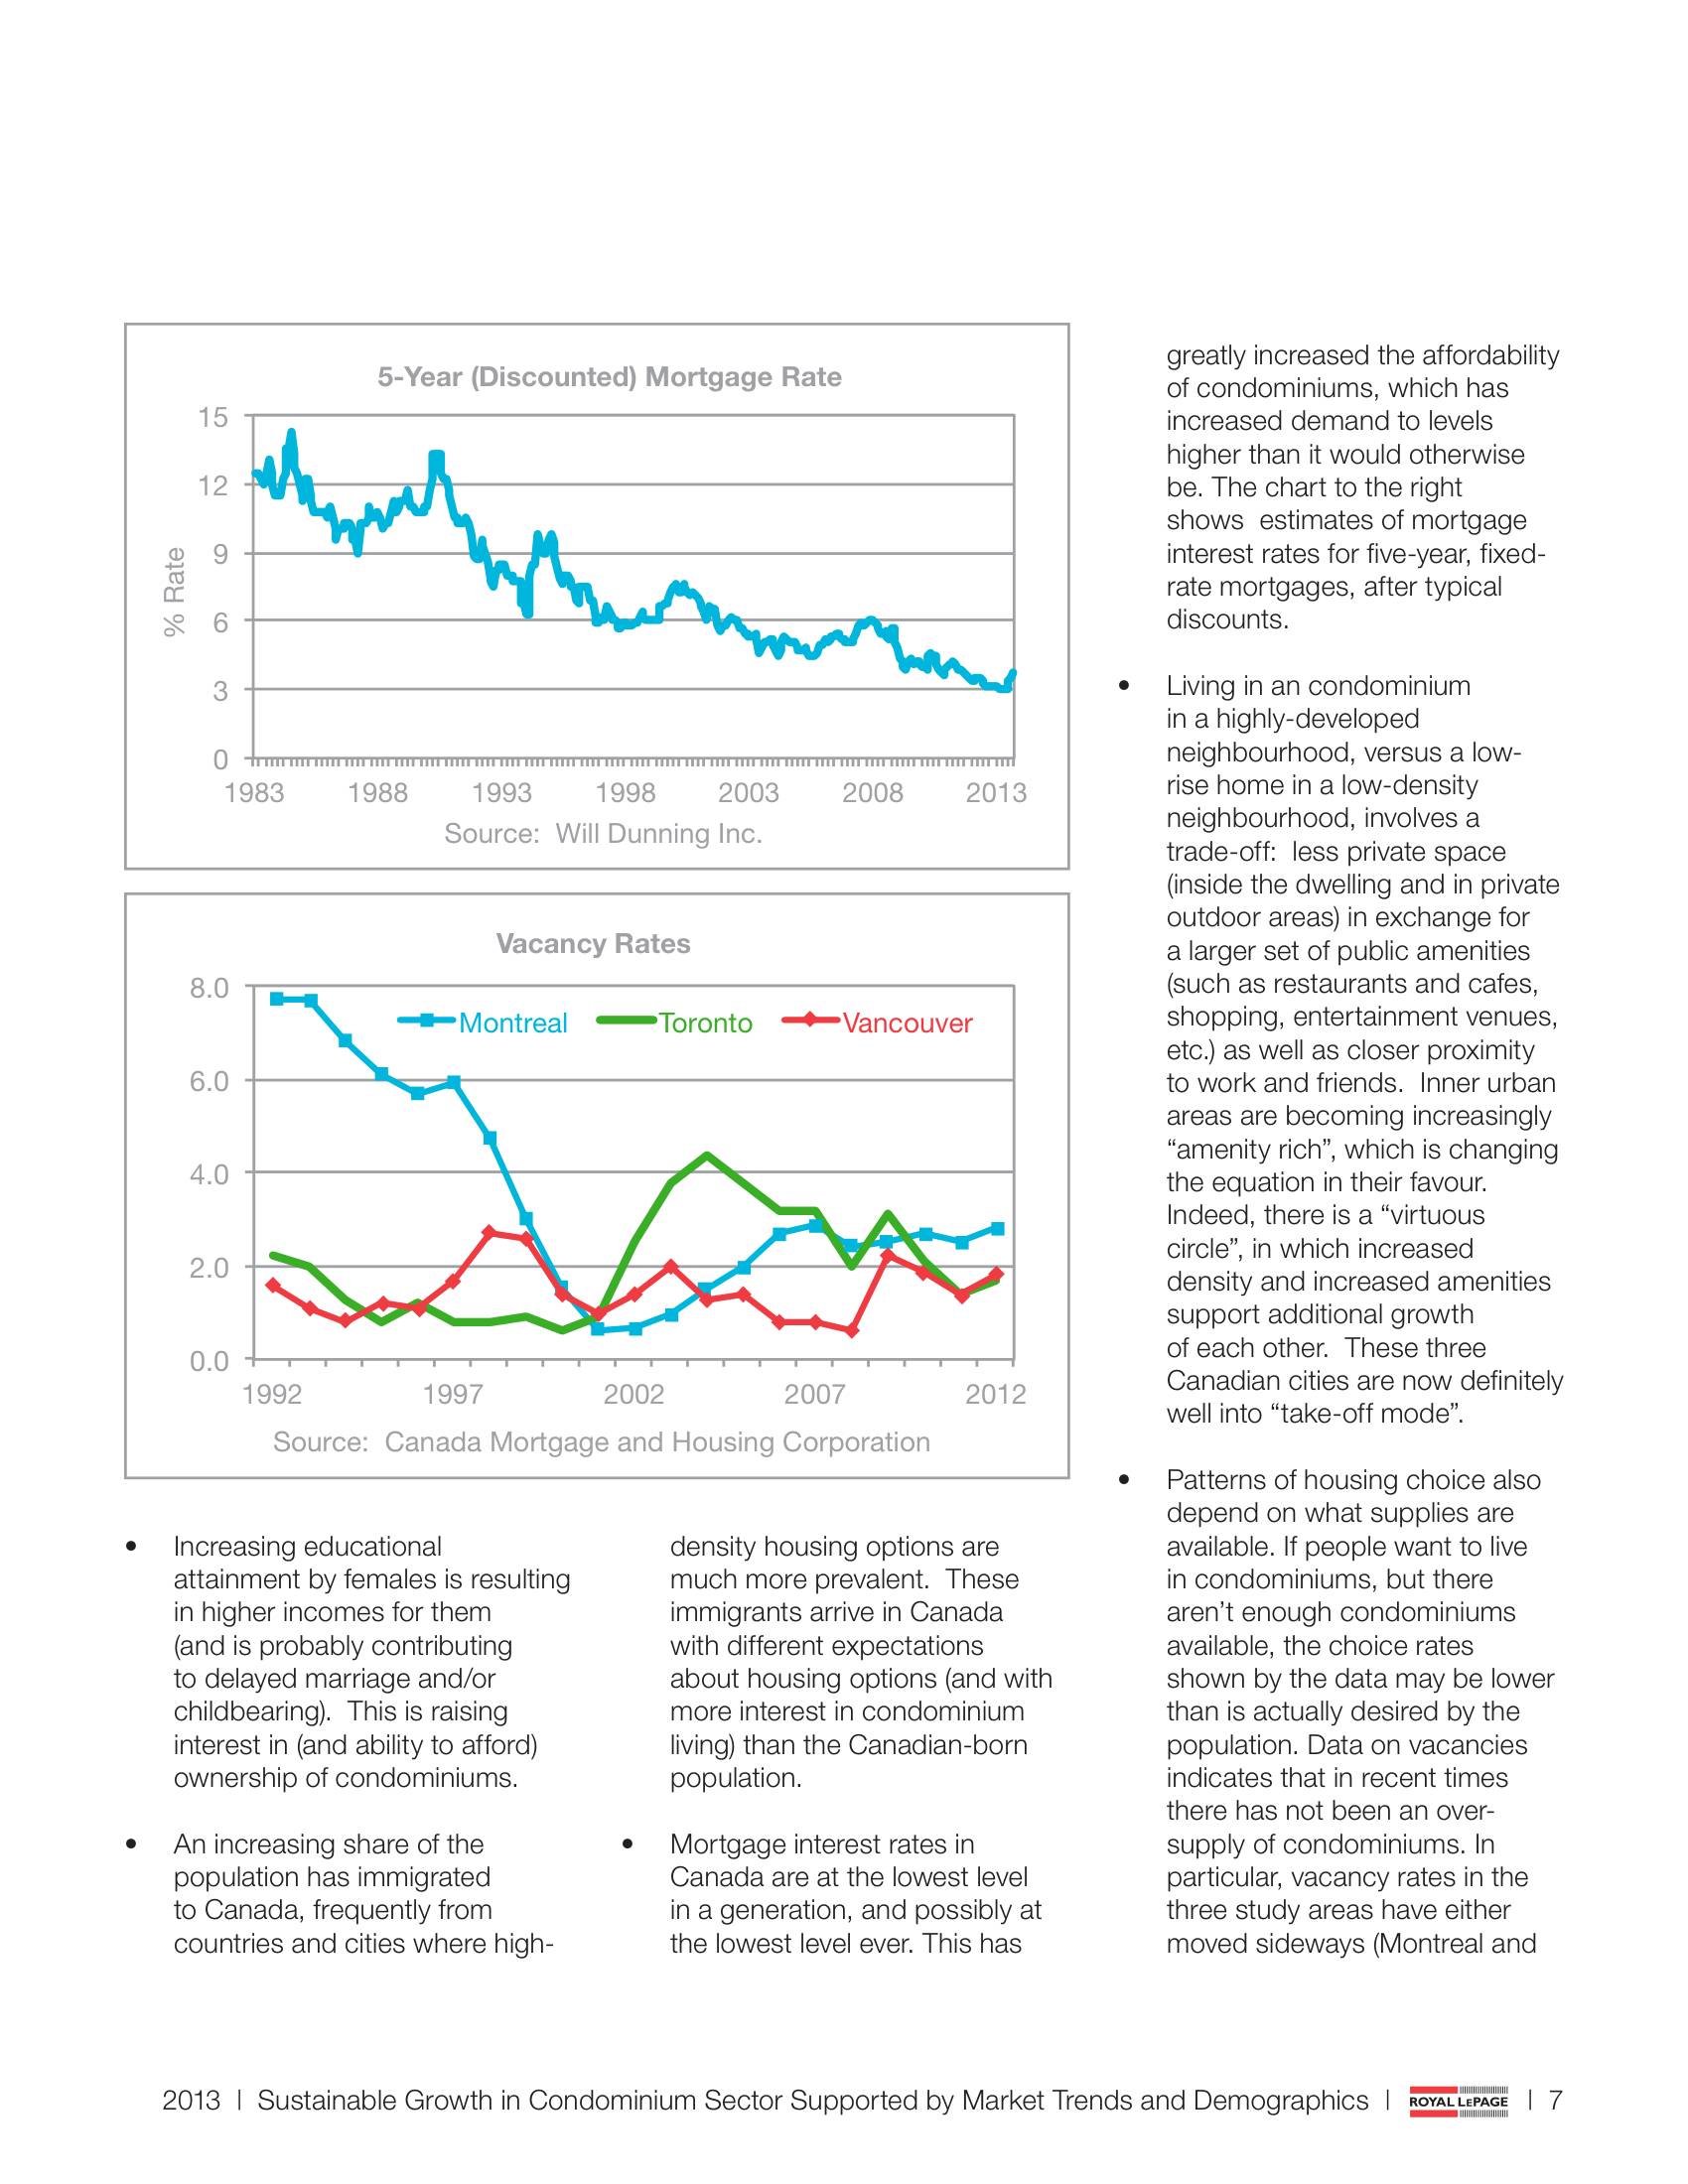 5-Year (Discounted) Mortgage Rate
15
12
9
6
3
0
% Rate
1983 1988 1993 1998 2003 2008 2013
Source: Will Dunning Inc.
Vacancy Rates
8.0
6.0
4.0
2.0
0.0
Montreal Toronto Vancouver
1992 1997 2002 2007 2012
Source: Canada Mortgage and Housing Corporation
• Increasing educational
attainment by females is resulting
in higher incomes for them
(and is probably contributing
to delayed marriage and/or
childbearing). This is raising
interest in (and ability to afford)
ownership of condominiums.
• An increasing share of the
population has immigrated
to Canada, frequently from
countries and cities where high-
density housing options are
much more prevalent. These
immigrants arrive in Canada
with different expectations
about housing options (and with
more interest in condominium
living) than the Canadian-born
population.
• Mortgage interest rates in
Canada are at the lowest level
in a generation, and possibly at
the lowest level ever. This has
greatly increased the affordability
of condominiums, which has
increased demand to levels
higher than it would otherwise
be. The chart to the right
shows estimates of mortgage
interest rates for five-year, fixed-
rate mortgages, after typical
discounts.
• Living in an condominium
in a highly-developed
neighbourhood, versus a low-
rise home in a low-density
neighbourhood, involves a
trade-off: less private space
(inside the dwelling and in private
outdoor areas) in exchange for
a larger set of public amenities
(such as restaurants and cafes,
shopping, entertainment venues,
etc.) as well as closer proximity
to work and friends. Inner urban
areas are becoming increasingly
“amenity rich”, which is changing
the equation in their favour.
Indeed, there is a “virtuous
circle”, in which increased
density and increased amenities
support additional growth
of each other. These three
Canadian cities are now definitely
well into “take-off mode”.
• Patterns of housing choice also
depend on what supplies are
available. If people want to live
in condominiums, but there
aren’t enough condominiums
available, the choice rates
shown by the data may be lower
than is actually desired by the
population. Data on vacancies
indicates that in recent times
there has not been an over-
supply of condominiums. In
particular, vacancy rates in the
three study areas have either
moved sideways (Montreal and
2013 | Sustainable Growth in Condominium Sector Supported by Market Trends and Demographics | ROYAL LEPAGE | 7